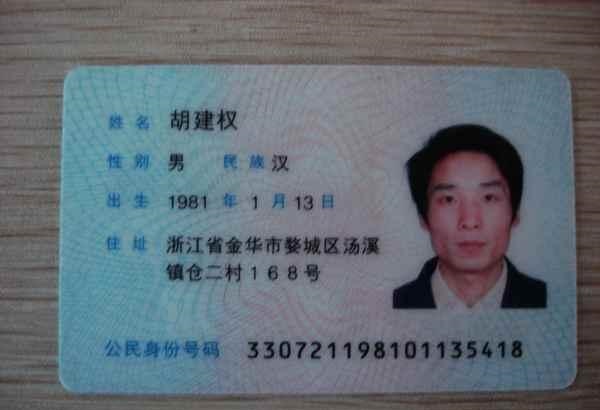 姓名 胡建权
性别 男 民族 汉
出生 1981 年 1 月 13 日
住址 浙江省金华市婺城区汤溪
镇仓二村168号
公民身份号码 330721198101135418